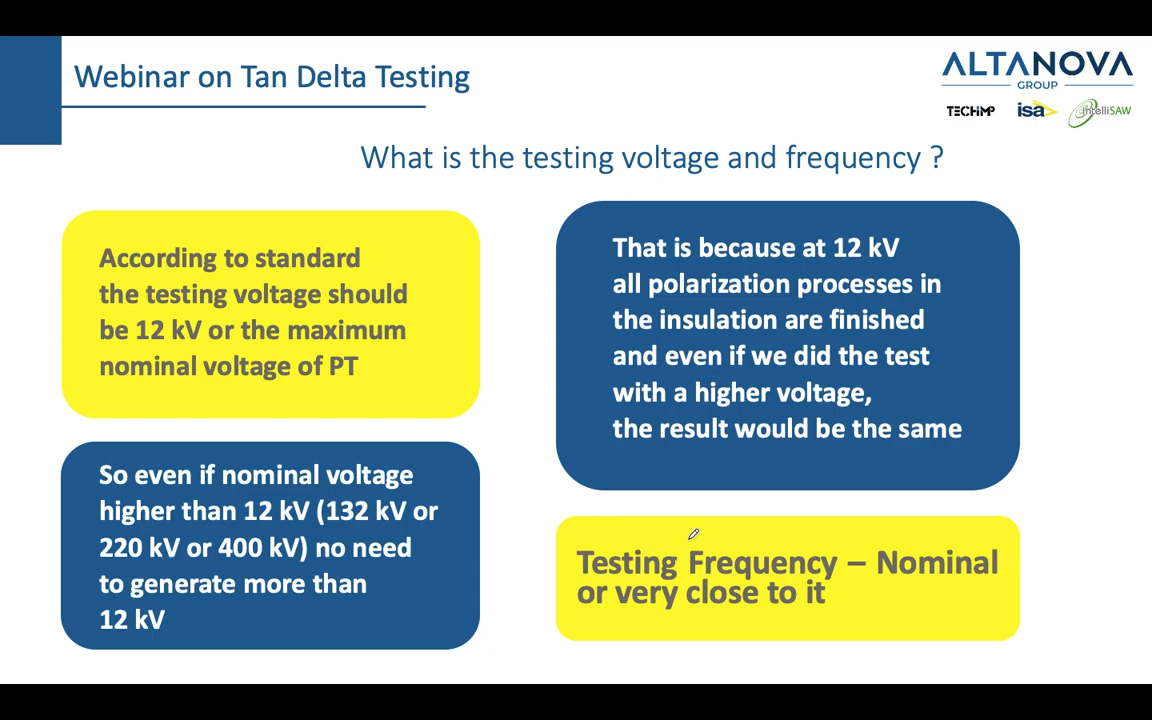 Webinar on Tan Delta Testing
ALTANOVA
GROUP
TECHIMP
isa
intelliSAW
What is the testing voltage and frequency ?
According to standard
the testing voltage should
be 12 kV or the maximum
nominal voltage of PT
So even if nominal voltage
higher than 12 kV (132 kV or
220 kV or 400 kV) no need
to generate more than
12 kV
That is because at 12 kV
all polarization processes in
the insulation are finished
and even if we did the test
with a higher voltage,
the result would be the same
Testing Frequency – Nominal
or very close to it